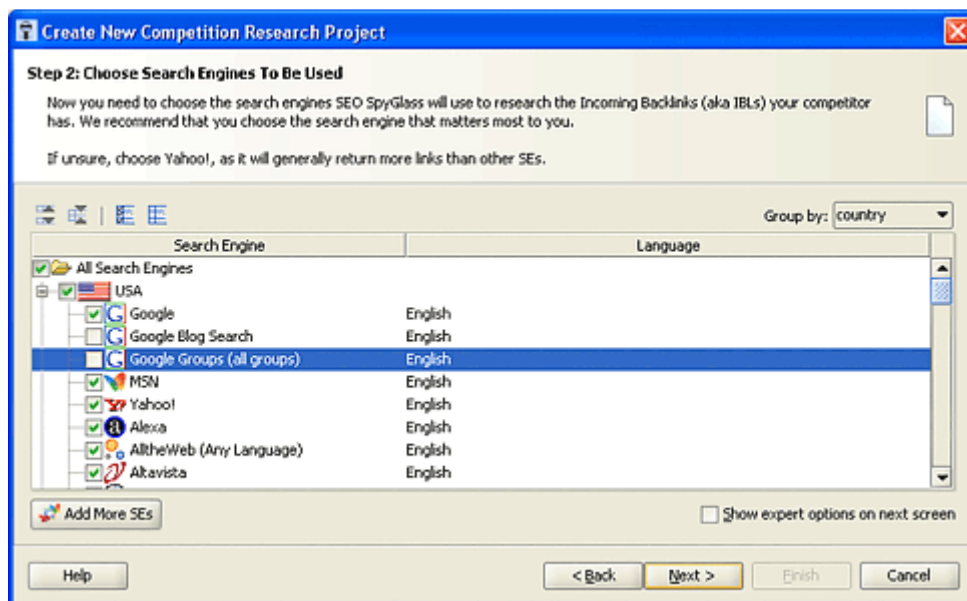 Create New Competition Research Project
Step 2: Choose Search Engines To Be Used
Now you need to choose the search engines SEO SpyGlass will use to research the Incoming Backlinks (aka IBLs) your competitor
has. We recommend that you choose the search engine that matters most to you.
If unsure, choose Yahoo!, as it will generally return more links than other SEs.
Group by: country
Search Engine Language
All Search Engines
USA
Google English
Google Blog Search English
Google Groups (all groups) English
MSN English
Yahoo! English
Alexa English
AlltheWeb (Any Language) English
Altavista English
Add More SEs Show expert options on next screen
Help < Back Next > Finish Cancel